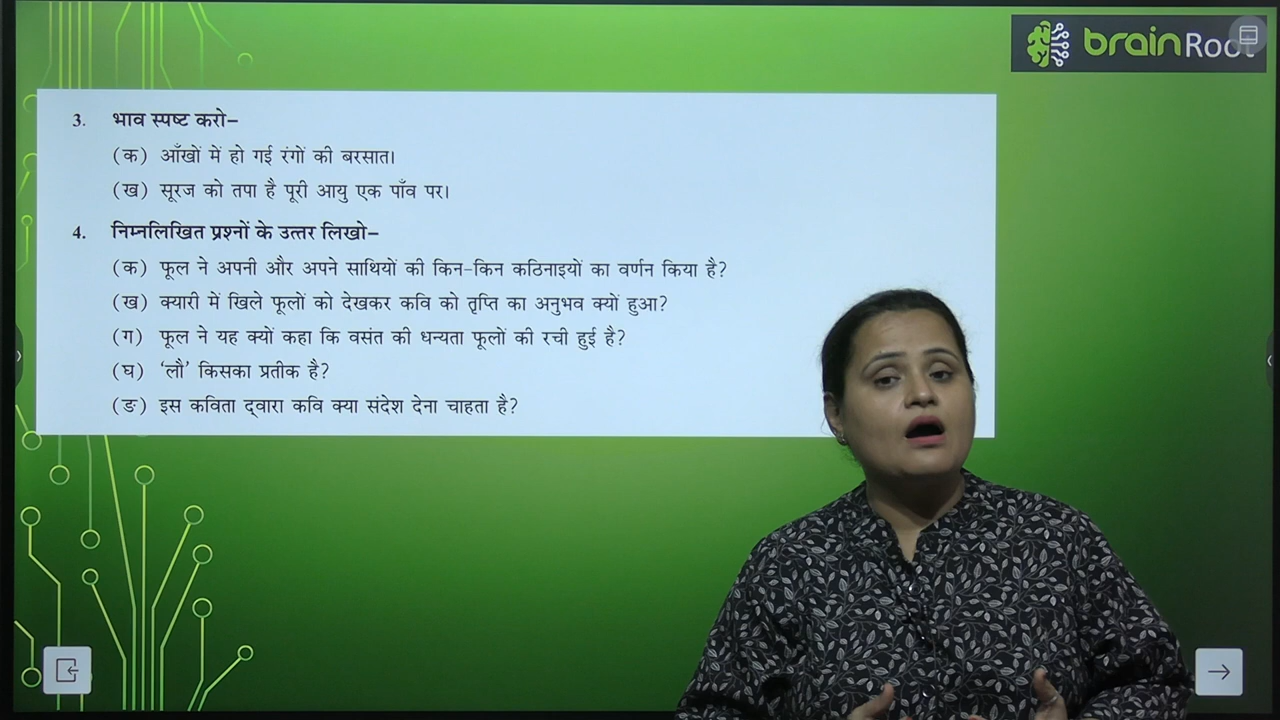 brainRoot
3. भाव स्पष्ट करो–
(क) आँखों में हो गई रंगों की बरसात।
(ख) सूरज को तपा है पूरी आयु एक पाँव पर।
4. निम्नलिखित प्रश्नों के उत्तर लिखो–
(क) फूल ने अपनी और अपने साथियों की किन-किन कठिनाइयों का वर्णन किया है?
(ख) क्यारी में खिले फूलों को देखकर कवि को तृप्ति का अनुभव क्यों हुआ?
(ग) फूल ने यह क्यों कहा कि वसंत की धन्यता फूलों की रची हुई है?
(घ) ‘लौ’ किसका प्रतीक है?
(ङ) इस कविता द्‌वारा कवि क्या संदेश देना चाहता है?